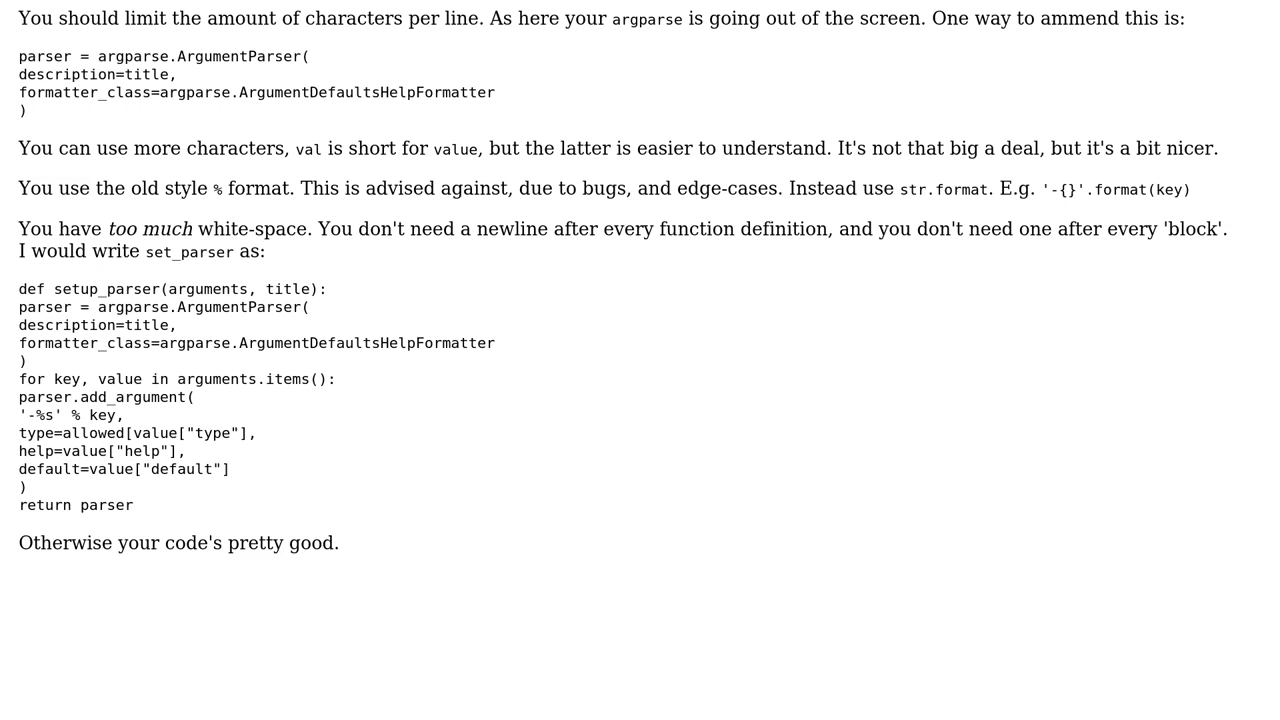 You should limit the amount of characters per line. As here your argparse is going out of the screen. One way to ammend this is:
parser = argparse.ArgumentParser(
description=title,
formatter_class=argparse.ArgumentDefaultsHelpFormatter
)
You can use more characters, val is short for value, but the latter is easier to understand. It's not that big a deal, but it's a bit nicer.
You use the old style % format. This is advised against, due to bugs, and edge-cases. Instead use str.format. E.g. '-{}'.format(key)
You have too much white-space. You don't need a newline after every function definition, and you don't need one after every 'block'.
I would write set_parser as:
def setup_parser(arguments, title):
parser = argparse.ArgumentParser(
description=title,
formatter_class=argparse.ArgumentDefaultsHelpFormatter
)
for key, value in arguments.items():
parser.add_argument(
'-%s' % key,
type=allowed[value["type"],
help=value["help"],
default=value["default"]
)
return parser
Otherwise your code's pretty good.